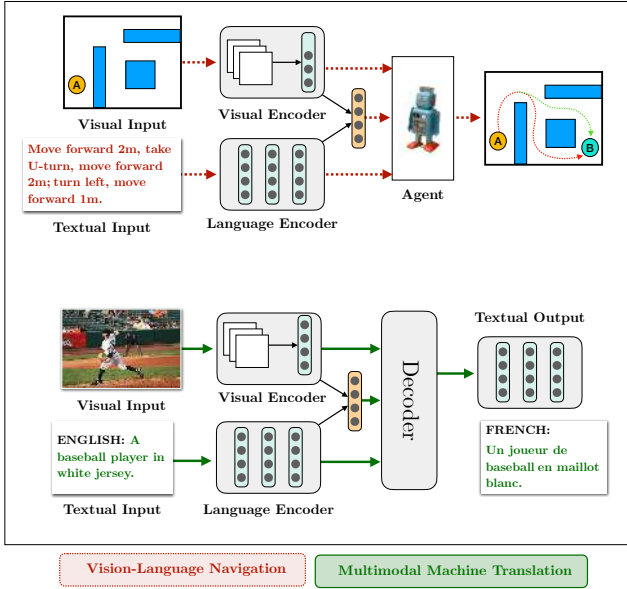 A
Visual Input
Move forward 2m, take
U-turn, move forward
2m; turn left, move
forward 1m.
Textual Input
Visual Encoder
Language Encoder
Agent
A
B
Visual Input
ENGLISH: A
baseball player in
white jersey.
Textual Input
Visual Encoder
Language Encoder
Decoder
Textual Output
FRENCH:
Un joueur de
baseball en maillot
blanc.
Vision-Language Navigation
Multimodal Machine Translation